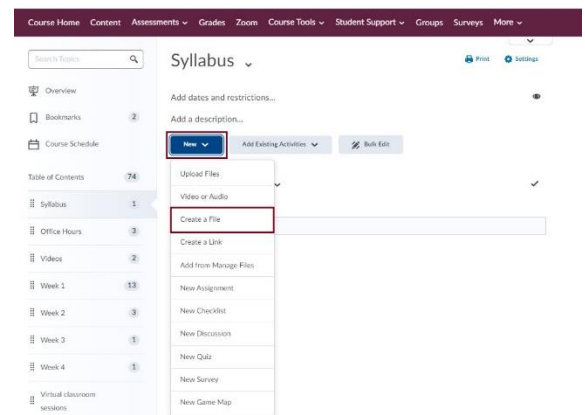 Course Home Content Assessments Grades Zoom Course Tools Student Support Groups Surveys More
Search Topics
Overview
Bookmarks 2
Course Schedule
Table of Contents 74
Syllabus 1
Office Hours 3
Videos 2
Week 1 13
Week 2 3
Week 3 1
Week 4 1
Virtual classroom
sessions
Syllabus
Print Settings
Add dates and restrictions...
Add a description...
New Add Existing Activities Bulk Edit
Upload Files
Video or Audio
Create a File
Create a Link
Add from Manage Files
New Assignment
New Checklist
New Discussion
New Quiz
New Survey
New Game Map